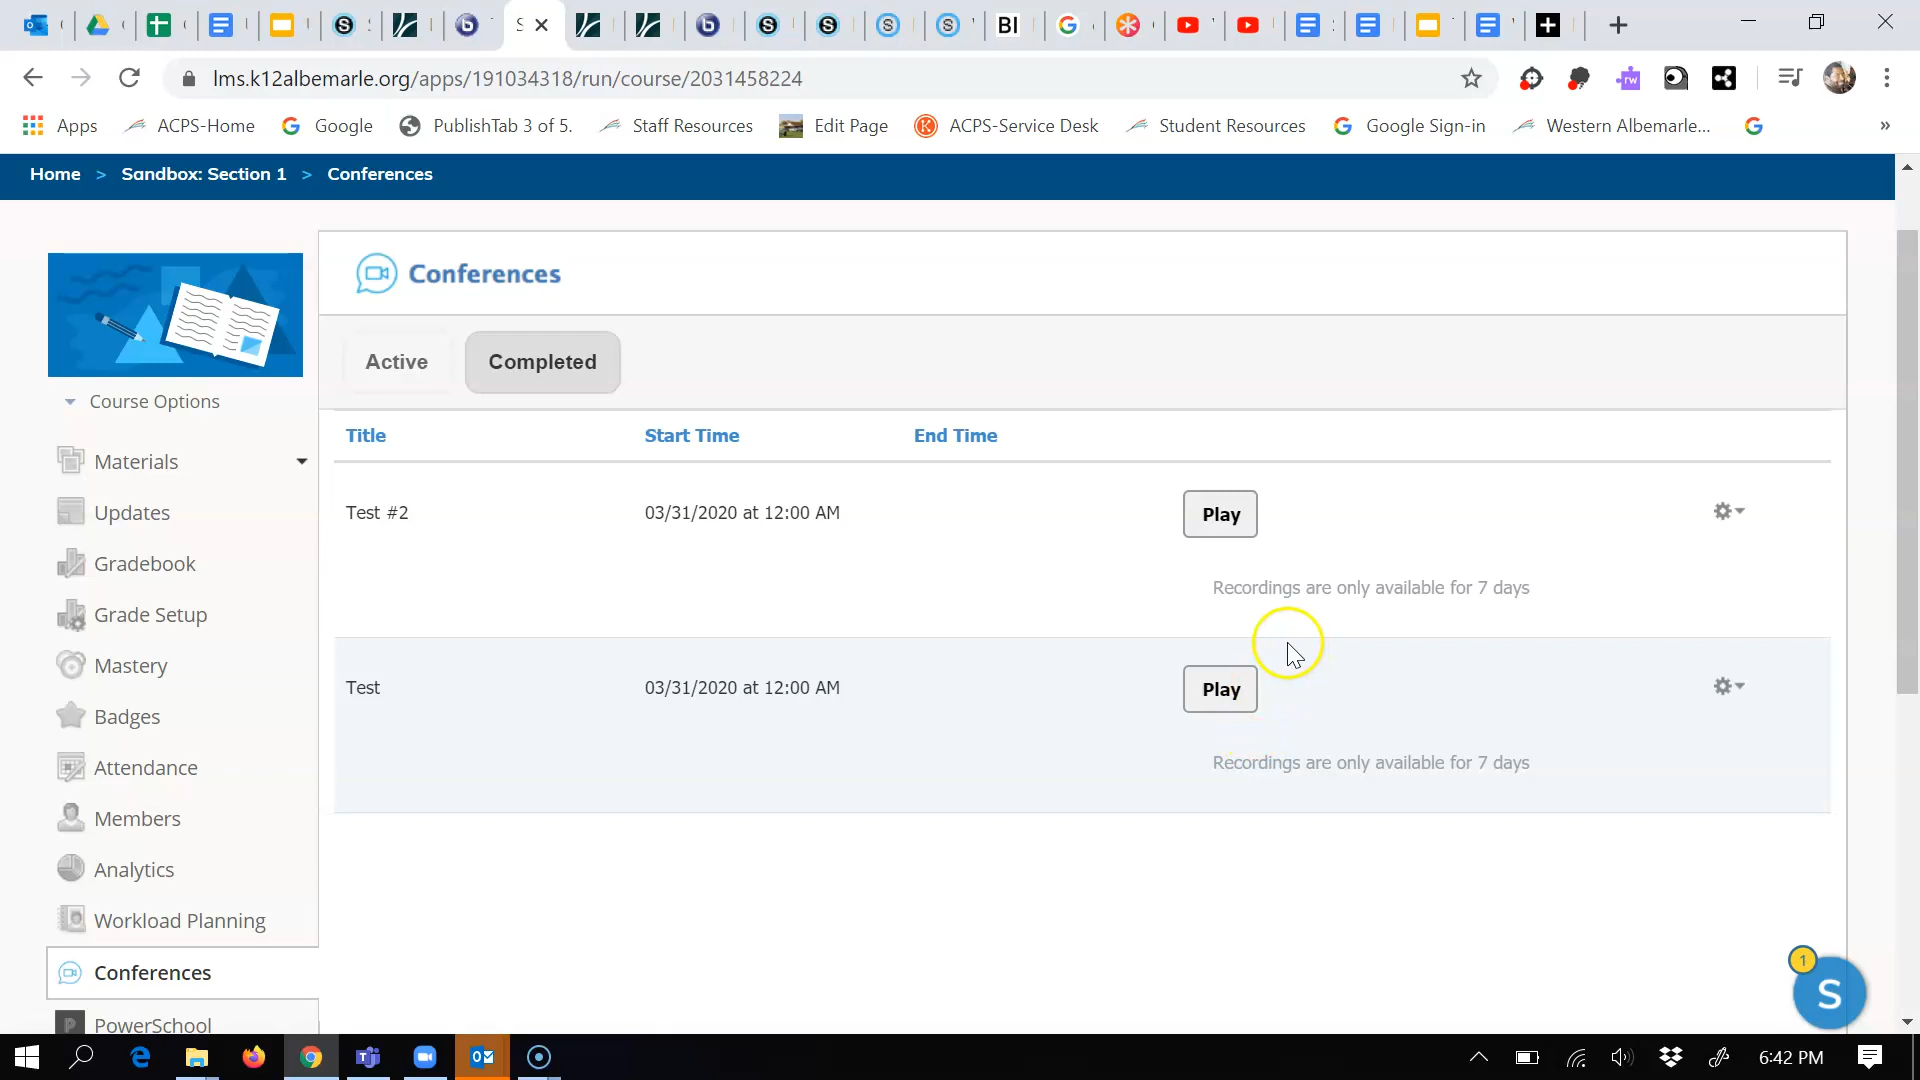 BI
lms.k12albemarle.org/apps/191034318/run/course/2031458224
rw
Apps
ACPS-Home
Google
PublishTab 3 of 5.
Staff Resources
Edit Page
ACPS-Service Desk
Student Resources
Google Sign-in
Western Albemarle...
»
Home > Sandbox: Section 1 > Conferences
Conferences
Active
Completed
Title
Start Time
End Time
Test #2
03/31/2020 at 12:00 AM
Play
Recordings are only available for 7 days
Test
03/31/2020 at 12:00 AM
Play
Recordings are only available for 7 days
Course Options
Materials
Updates
Gradebook
Grade Setup
Mastery
Badges
Attendance
Members
Analytics
Workload Planning
Conferences
PowerSchool
1
S
6:42 PM